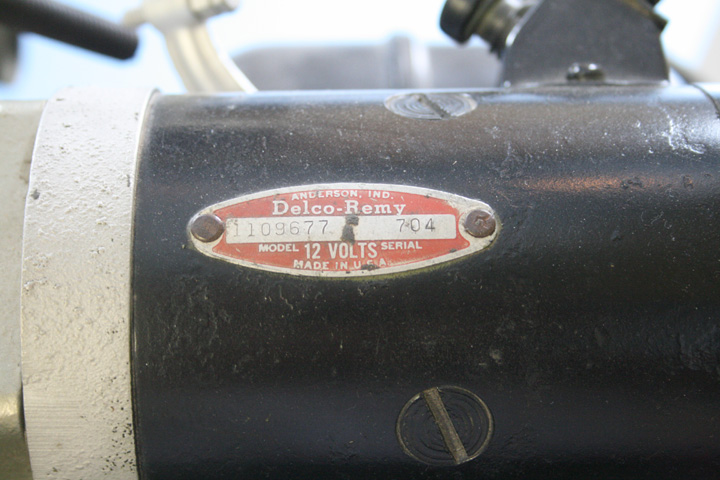 ANDERSON, IND.
Delco-Remy
1109677 704
MODEL 12 VOLTS SERIAL
MADE IN U.S.A.